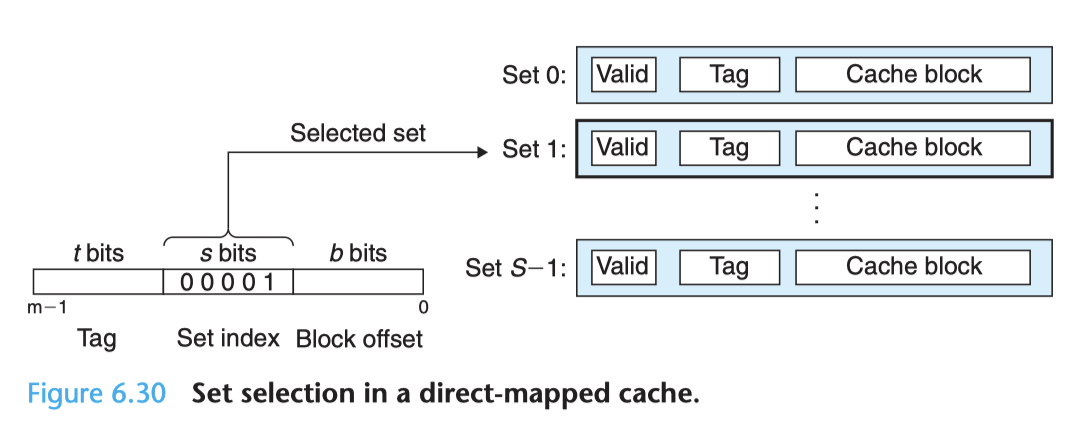 Set 0: Valid Tag Cache block
Selected set
Set 1: Valid Tag Cache block
⋮
t bits s bits b bits
Set S−1: Valid Tag Cache block
0 0 0 0 1
m−1 0
Tag Set index Block offset
Figure 6.30 Set selection in a direct-mapped cache.